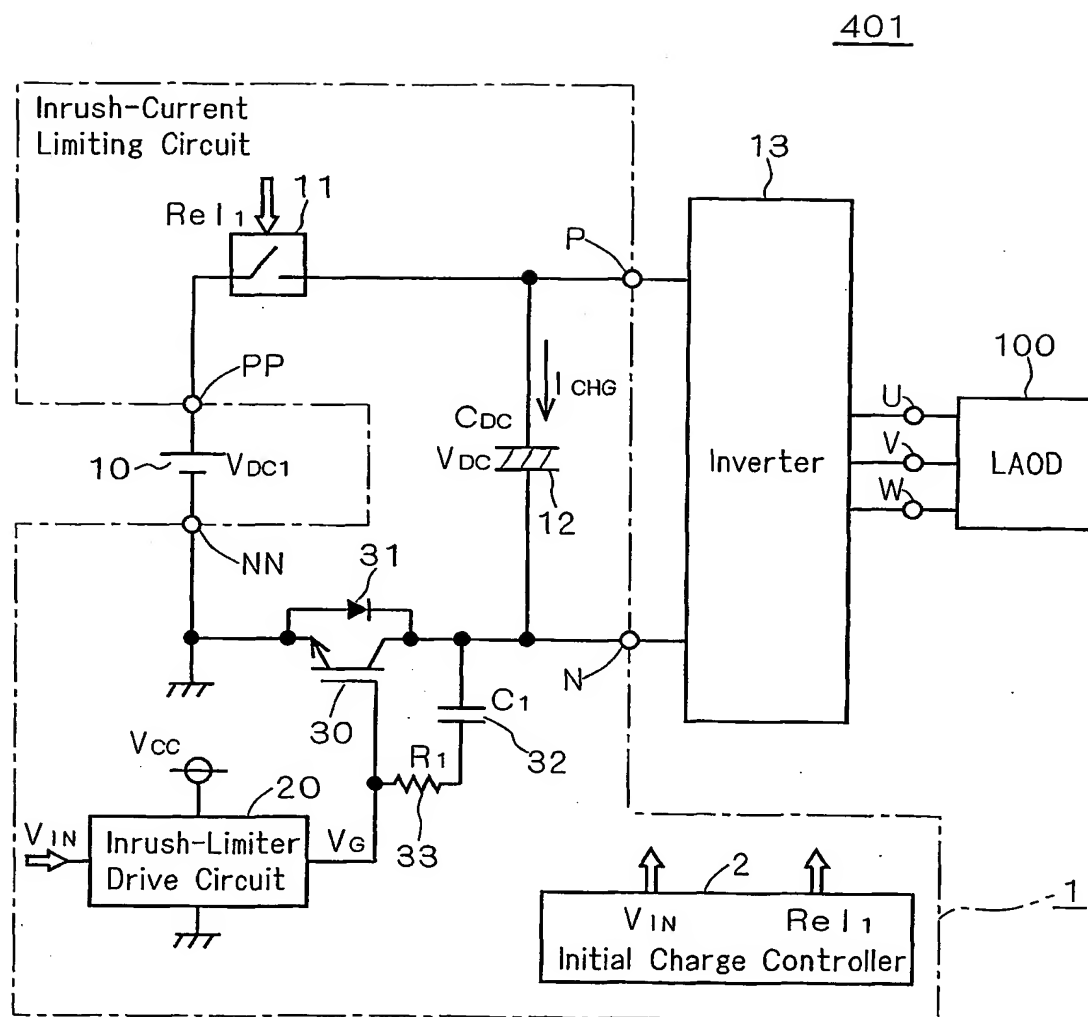 401
Inrush-Current
Limiting Circuit
13
11
Rel1
P
PP
100
ICHG
U
CDC
10
VDC1
VDC
V
Inverter
LAOD
W
12
NN
31
N
C1
30
32
VCC
R1
20
VIN
Inrush-Limiter
Drive Circuit
VG
33
2
1
VIN
Rel1
Initial Charge Controller